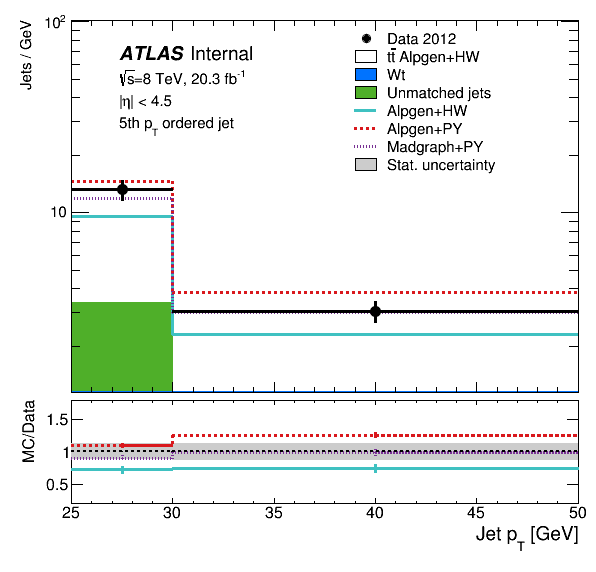 Jets / GeV
10²
10
ATLAS Internal
√s=8 TeV, 20.3 fb⁻¹
|η| < 4.5
5th p_T ordered jet
Data 2012
tt̄ Alpgen+HW
Wt
Unmatched jets
Alpgen+HW
Alpgen+PY
Madgraph+PY
Stat. uncertainty
MC/Data
1.5
1
0.5
25 30 35 40 45 50
Jet p_T [GeV]